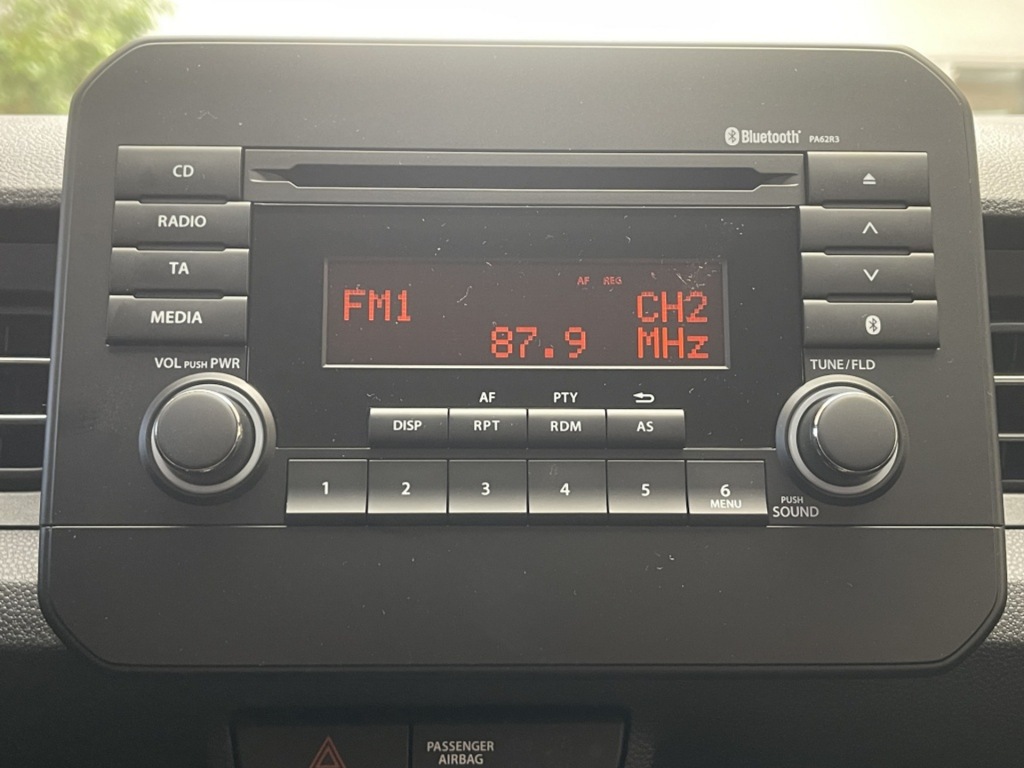 Bluetooth® PA62R3
CD
RADIO
TA
MEDIA
AF REG
FM1 CH2
87.9 MHz
VOL PUSH PWR
TUNE/FLD
AF PTY
DISP RPT RDM AS
1 2 3 4 5 6
MENU
PUSH
SOUND
PASSENGER
AIRBAG